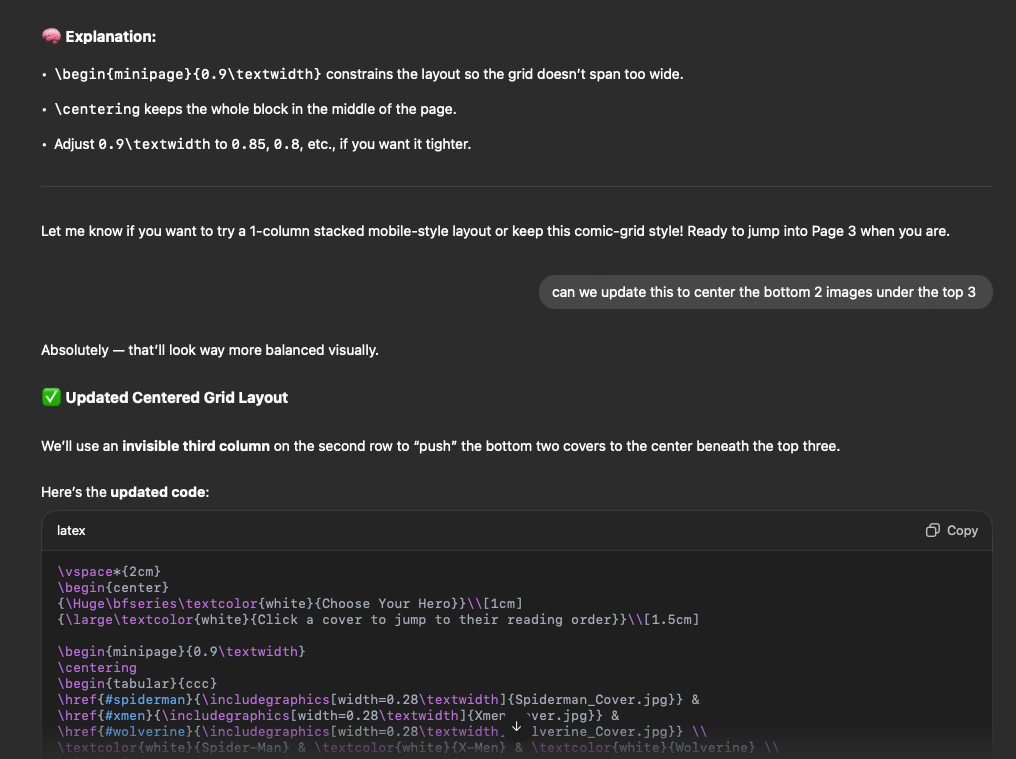 🧠 Explanation:
• \begin{minipage}{0.9\textwidth} constrains the layout so the grid doesn’t span too wide.
• \centering keeps the whole block in the middle of the page.
• Adjust 0.9\textwidth to 0.85, 0.8, etc., if you want it tighter.
Let me know if you want to try a 1-column stacked mobile-style layout or keep this comic-grid style! Ready to jump into Page 3 when you are.
can we update this to center the bottom 2 images under the top 3
Absolutely — that’ll look way more balanced visually.
✅ Updated Centered Grid Layout
We’ll use an invisible third column on the second row to “push” the bottom two covers to the center beneath the top three.
Here’s the updated code:
latex
Copy
\vspace*{2cm}
\begin{center}
{\Huge\bfseries\textcolor{white}{Choose Your Hero}}\\[1cm]
{\large\textcolor{white}{Click a cover to jump to their reading order}}\\[1.5cm]
\begin{minipage}{0.9\textwidth}
\centering
\begin{tabular}{ccc}
\href{#spiderman}{\includegraphics[width=0.28\textwidth]{Spiderman_Cover.jpg}} &
\href{#xmen}{\includegraphics[width=0.28\textwidth]{Xmen ver.jpg}} &
\href{#wolverine}{\includegraphics[width=0.28\textwidth lverine_Cover.jpg}} \\
\textcolor{white}{Spider-Man} & \textcolor{white}{X-Men} & \textcolor{white}{Wolverine} \\